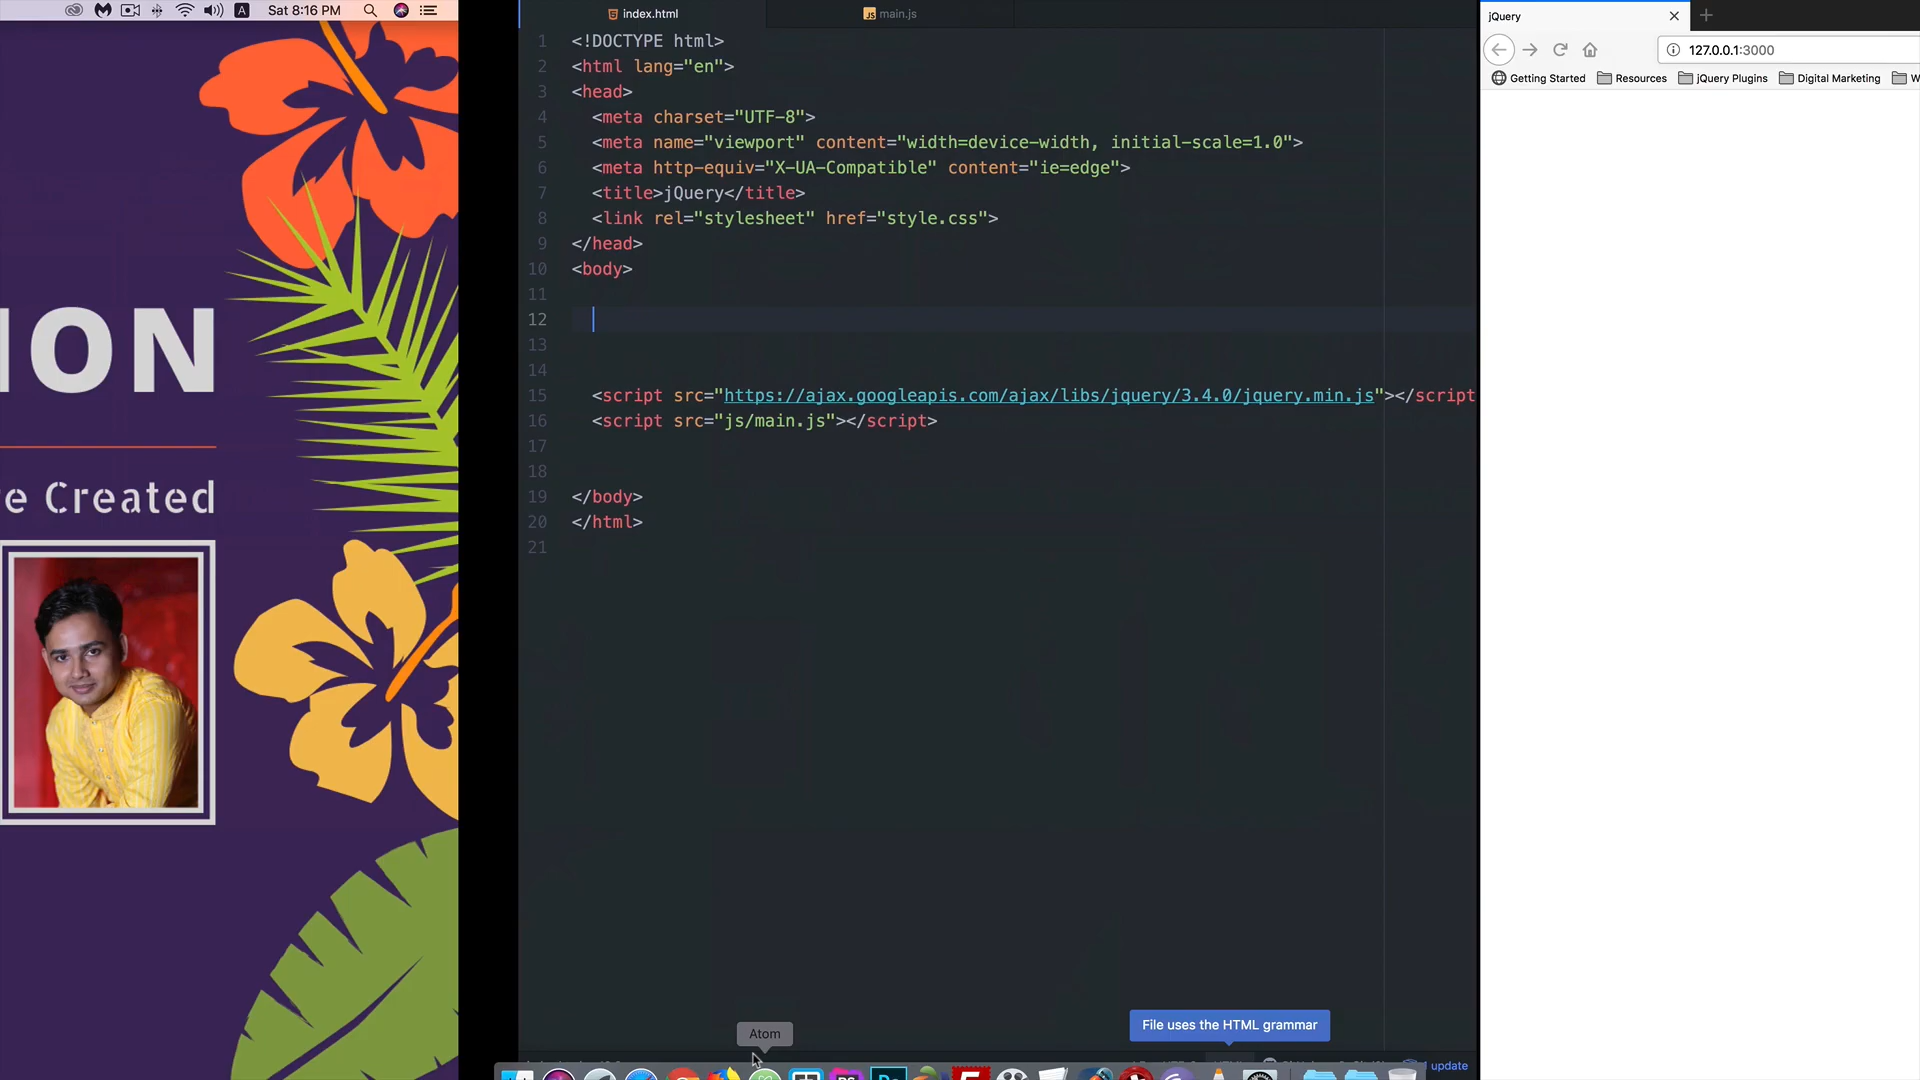 Sat 8:16 PM
ION
e Created
index.html
main.js
1 <!DOCTYPE html>
2 <html lang="en">
3 <head>
4 <meta charset="UTF-8">
5 <meta name="viewport" content="width=device-width, initial-scale=1.0">
6 <meta http-equiv="X-UA-Compatible" content="ie=edge">
7 <title>jQuery</title>
8 <link rel="stylesheet" href="style.css">
9 </head>
10 <body>
11
12
13
14
15 <script src="https://ajax.googleapis.com/ajax/libs/jquery/3.4.0/jquery.min.js"></script
16 <script src="js/main.js"></script>
17
18
19 </body>
20 </html>
21
Atom
File uses the HTML grammar
1 update
jQuery
127.0.0.1:3000
Getting Started Resources jQuery Plugins Digital Marketing W